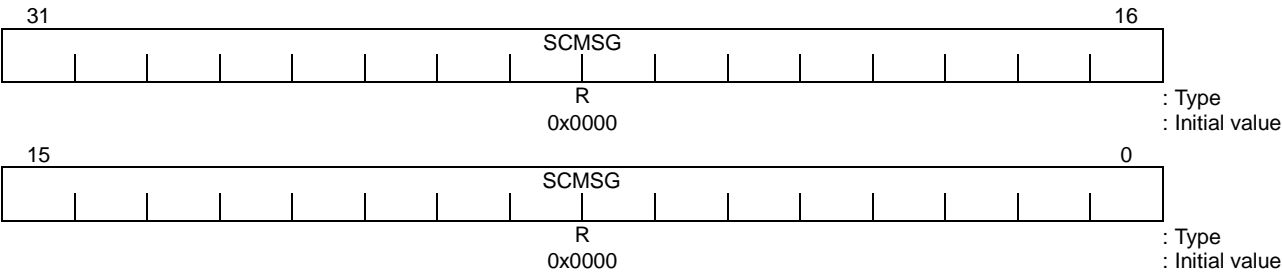 31 16
SCMSG
R : Type
0x0000 : Initial value
15 0
SCMSG
R : Type
0x0000 : Initial value